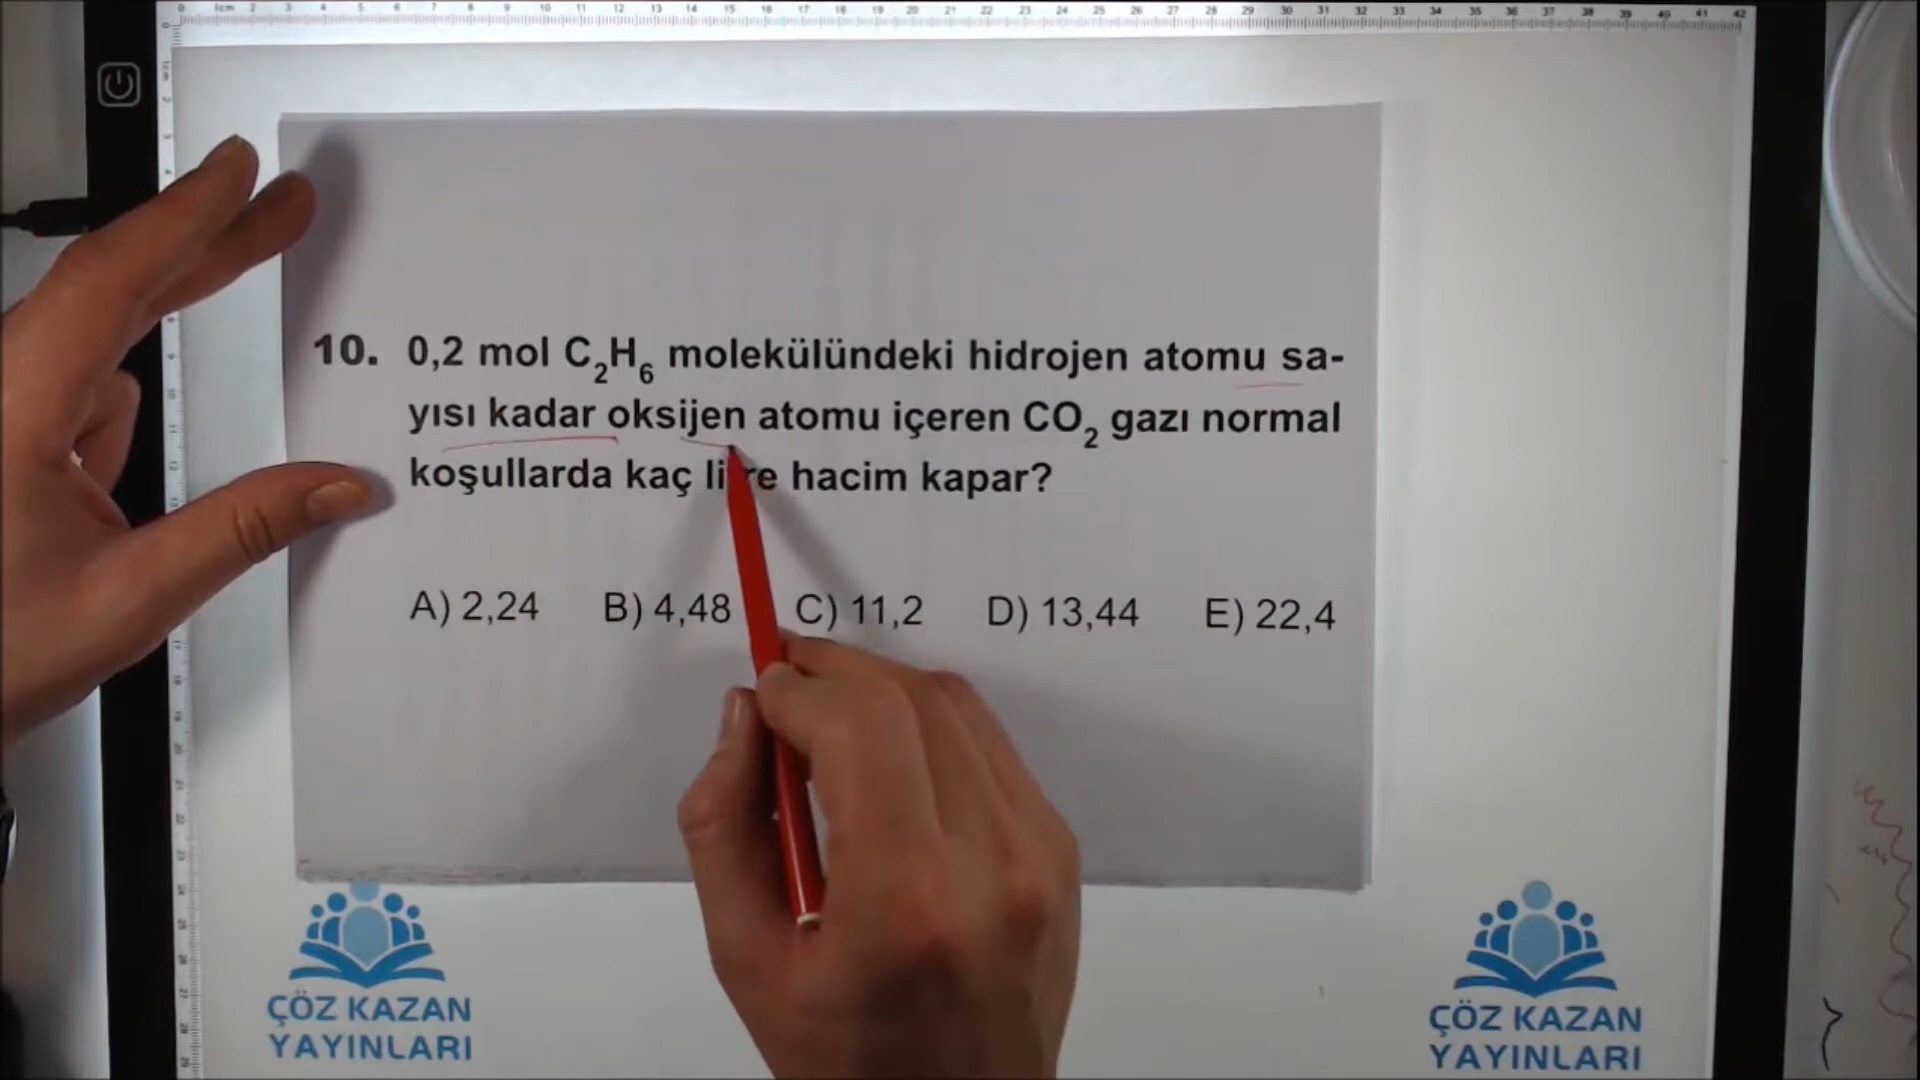 10. 0,2 mol C₂H₆ molekülündeki hidrojen atomu sa-
yısı kadar oksijen atomu içeren CO₂ gazı normal
koşullarda kaç re hacim kapar?
A) 2,24 B) 4,48 C) 11,2 D) 13,44 E) 22,4
ÇÖZ KAZAN
YAYINLARI
ÇÖZ KAZAN
YAYINLARI